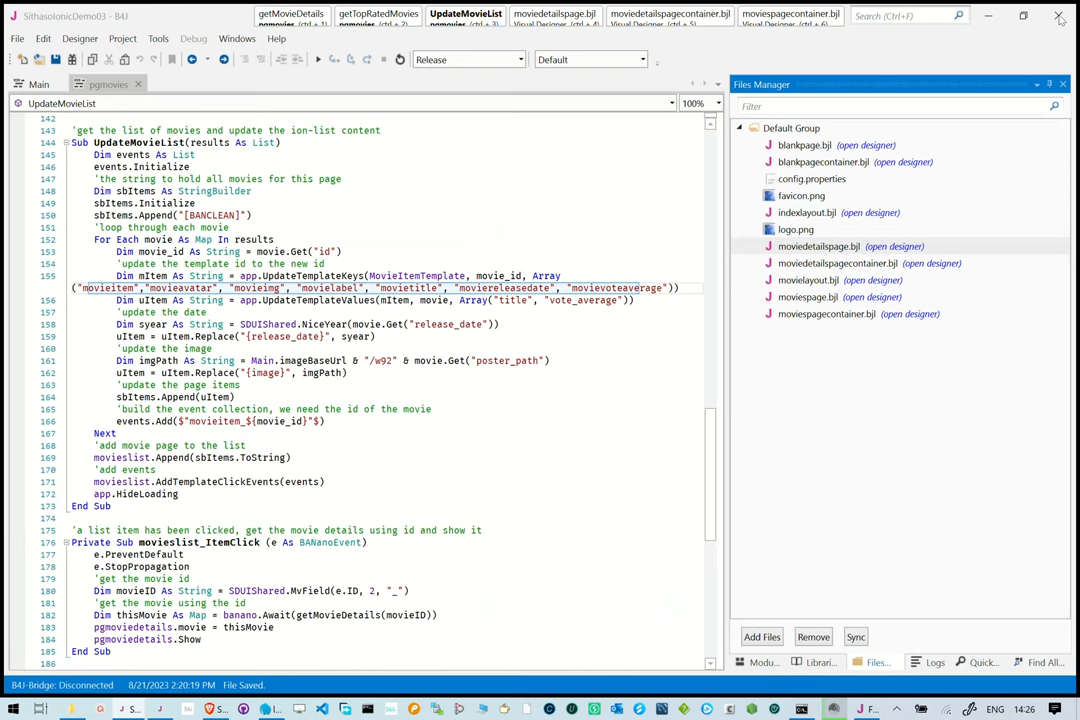 SithasoIonicDemo03 - B4J
getMovieDetails
pgmovies (ctrl + 1)
getTopRatedMovies
pgmovies (ctrl + 2)
UpdateMovieList
pgmovies (ctrl + 3)
moviedetailspage.bjl
Visual Designer (ctrl + 4)
moviedetailspagecontainer.bjl
Visual Designer (ctrl + 5)
moviespagecontainer.bjl
Visual Designer (ctrl + 6)
Search (Ctrl+F)
File Edit Designer Project Tools Debug Windows Help
Release
Default
Main
pgmovies
Files Manager
UpdateMovieList
100%
Filter
142
143 'get the list of movies and update the ion-list content
144 Sub UpdateMovieList(results As List)
145 Dim events As List
146 events.Initialize
147 'the string to hold all movies for this page
148 Dim sbItems As StringBuilder
149 sbItems.Initialize
150 sbItems.Append("[BANCLEAN]")
151 'loop through each movie
152 For Each movie As Map In results
153 Dim movie_id As String = movie.Get("id")
154 'update the template id to the new id
155 Dim mItem As String = app.UpdateTemplateKeys(MovieItemTemplate, movie_id, Array
("movieitem","movieavatar", "movieimg", "movielabel", "movietitle", "moviereleasedate", "movievoteaverage"))
156 Dim uItem As String = app.UpdateTemplateValues(mItem, movie, Array("title", "vote_average"))
157 'update the date
158 Dim syear As String = SDUIShared.NiceYear(movie.Get("release_date"))
159 uItem = uItem.Replace("{release_date}", syear)
160 'update the image
161 Dim imgPath As String = Main.imageBaseUrl & "/w92" & movie.Get("poster_path")
162 uItem = uItem.Replace("{image}", imgPath)
163 'update the page items
164 sbItems.Append(uItem)
165 'build the event collection, we need the id of the movie
166 events.Add($"movieitem_${movie_id}"$)
167 Next
168 'add movie page to the list
169 movieslist.Append(sbItems.ToString)
170 'add events
171 movieslist.AddTemplateClickEvents(events)
172 app.HideLoading
173 End Sub
174
175 'a list item has been clicked, get the movie details using id and show it
176 Private Sub movieslist_ItemClick (e As BANanoEvent)
177 e.PreventDefault
178 e.StopPropagation
179 'get the movie id
180 Dim movieID As String = SDUIShared.MvField(e.ID, 2, "_")
181 'get the movie using the id
182 Dim thisMovie As Map = banano.Await(getMovieDetails(movieID))
183 pgmoviedetails.movie = thisMovie
184 pgmoviedetails.Show
185 End Sub
186
Default Group
blankpage.bjl (open designer)
blankpagecontainer.bjl (open designer)
config.properties
favicon.png
indexlayout.bjl (open designer)
logo.png
moviedetailspage.bjl (open designer)
moviedetailspagecontainer.bjl (open designer)
movielayout.bjl (open designer)
moviespage.bjl (open designer)
moviespagecontainer.bjl (open designer)
Add Files Remove Sync
Modu... Librari... Files... Logs Quick... Find All...
B4J-Bridge: Disconnected 8/21/2023 2:20:19 PM File Saved.
ENG 14:26